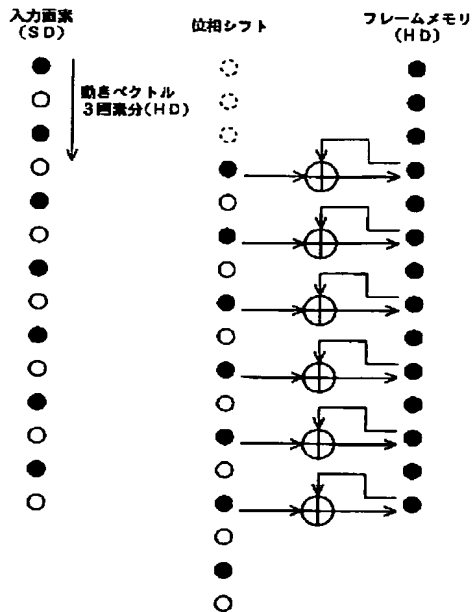 入力画素
(SD)
位相シフト
フレームメモリ
(HD)
動きベクトル
3画素分(HD)